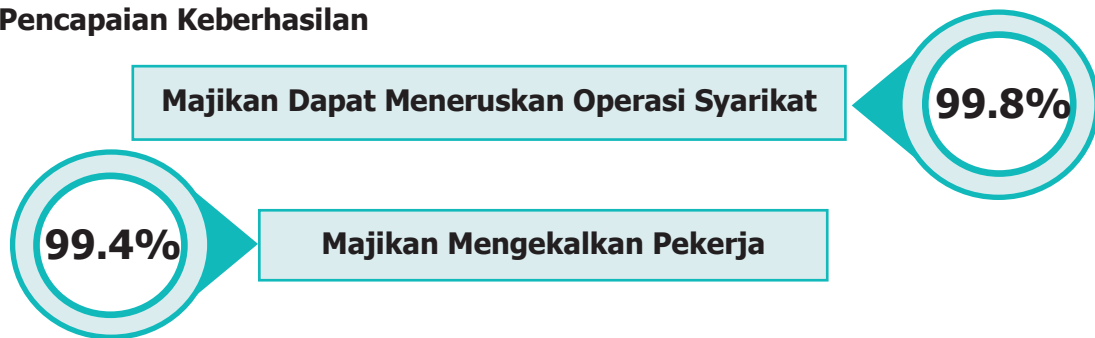 Pencapaian Keberhasilan
Majikan Dapat Meneruskan Operasi Syarikat
99.8%
99.4%
Majikan Mengekalkan Pekerja